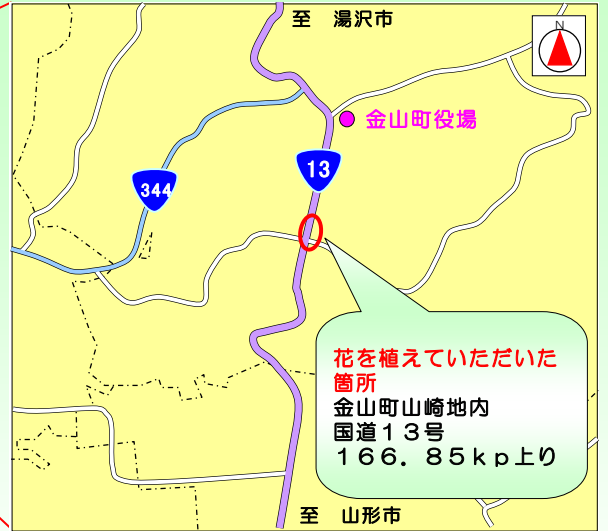 至　湯沢市
N
金山町役場
13
344
花を植えていただいた
箇所
金山町山崎地内
国道１３号
１６６．８５ｋｐ上り
至　山形市